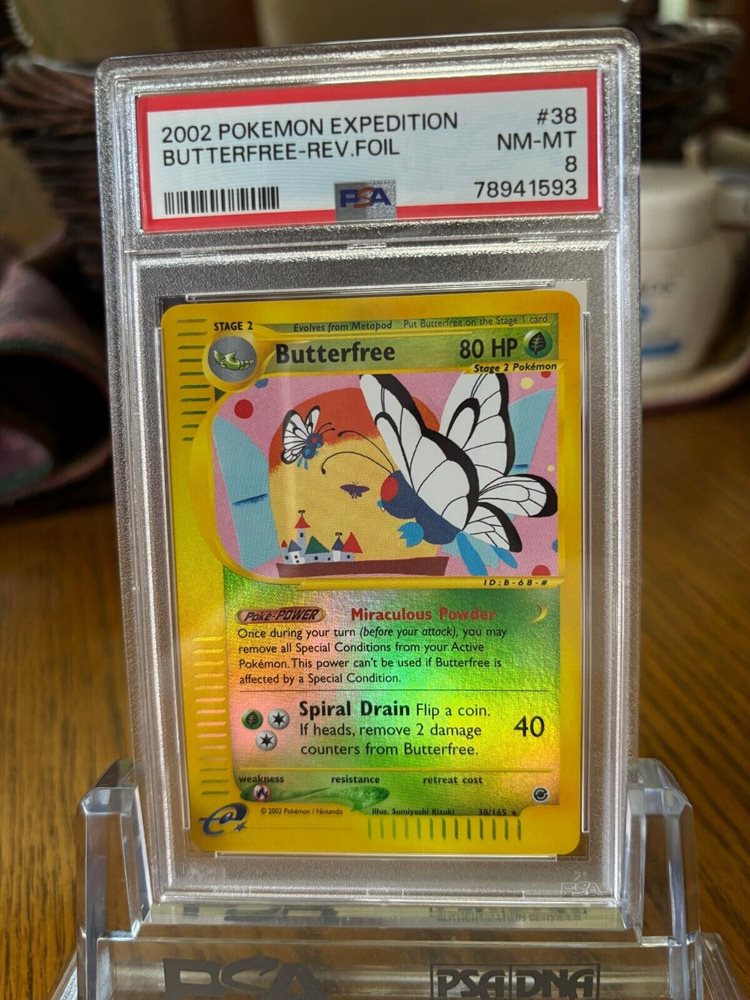 2002 POKEMON EXPEDITION #38
BUTTERFREE-REV.FOIL NM-MT
8
PSA 78941593
STAGE 2 Evolves from Metapod Put Butterfree on the Stage 1 card
Butterfree 80 HP
Stage 2 Pokémon
ID:B-68-#
Poké-POWER Miraculous Powder
Once during your turn (before your attack), you may
remove all Special Conditions from your Active
Pokémon. This power can't be used if Butterfree is
affected by a Special Condition.
Spiral Drain Flip a coin.
If heads, remove 2 damage 40
counters from Butterfree.
weakness resistance retreat cost
e © 2002 Pokémon / Nintendo Illus. Sumiyoshi Kizuki 38/165 ★
PSA
PSA PSA/DNA